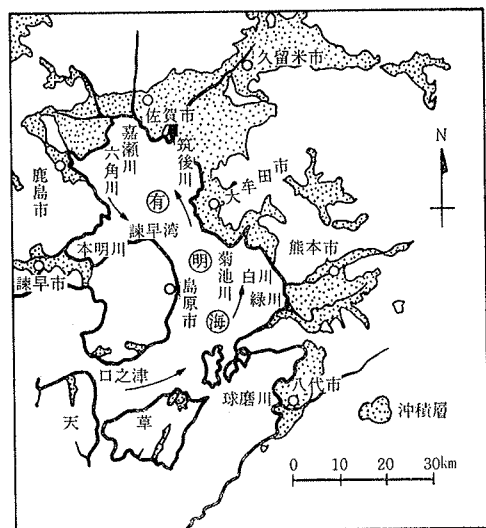 久留米市
佐賀市
嘉瀬川
六角川
筑後川
鹿島市
大牟田市
N
有
明
海
諫早湾
本明川
諫早市
菊池川
熊本市
白川
緑川
島原市
口之津
天草
球磨川
八代市
沖積層
0 10 20 30km